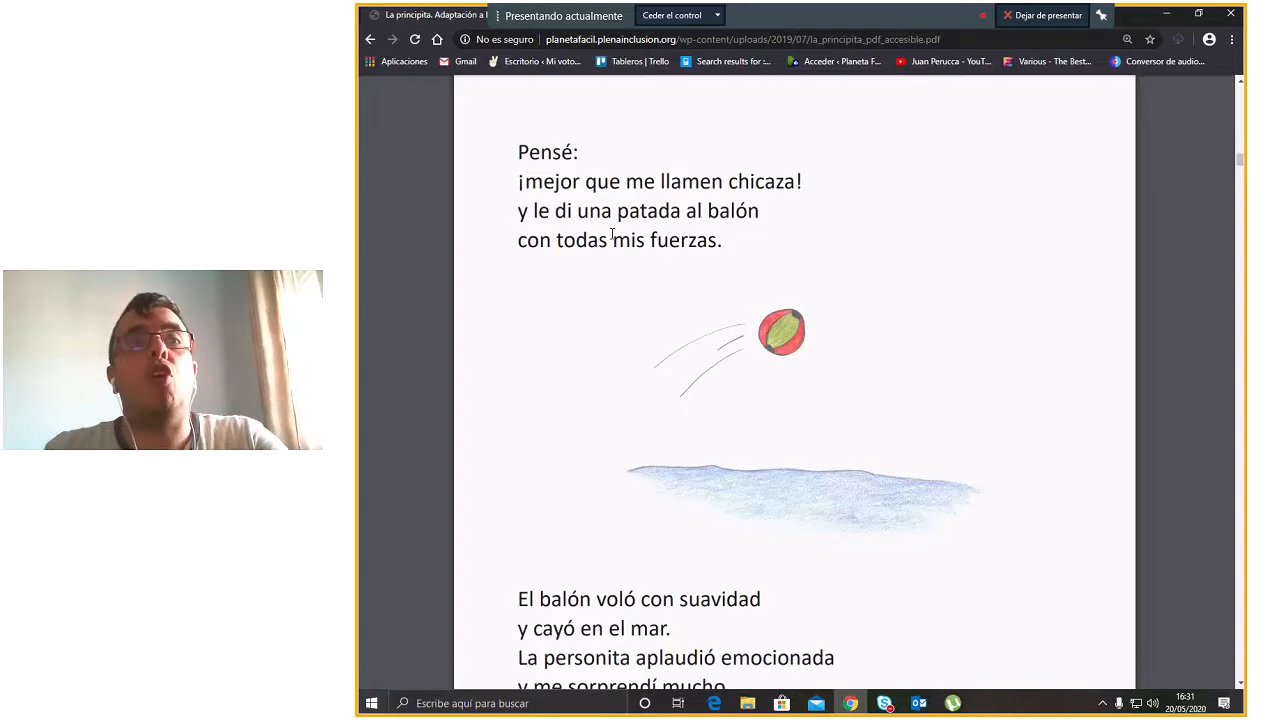 La principita. Adaptación a l
Presentando actualmente
Ceder el control
Dejar de presentar
No es seguro
planetafacil.plenainclusion.org/wp-content/uploads/2019/07/la_principita_pdf_accesible.pdf
Aplicaciones
Gmail
Escritorio ‹ Mi voto...
Tableros | Trello
Search results for :...
Acceder ‹ Planeta F...
Juan Perucca - YouT...
Various - The Best...
Conversor de audio...
Pensé:
¡mejor que me llamen chicaza!
y le di una patada al balón
con todas mis fuerzas.
El balón voló con suavidad
y cayó en el mar.
La personita aplaudió emocionada
y me sorprendí mucho
Escribe aquí para buscar
16:31
20/05/2020